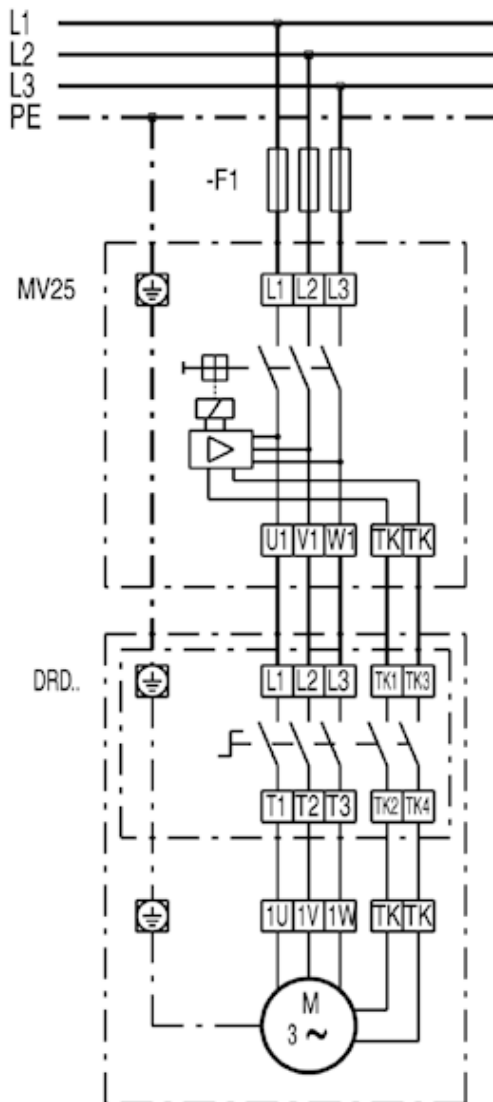 L1
L2
L3
PE
-F1
MV25
L1 L2 L3
U1 V1 W1 TK TK
DRD..
L1 L2 L3 TK1 TK3
T1 T2 T3 TK2 TK4
1U 1V 1W TK TK
M
3 ~